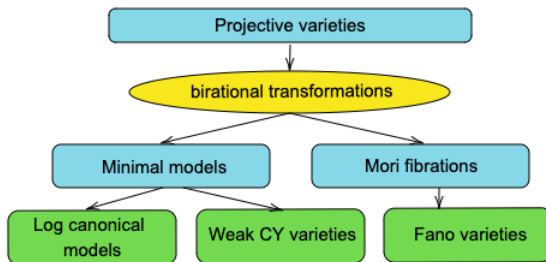 Projective varieties
birational transformations
Minimal models
Mori fibrations
Log canonical
models
Weak CY varieties
Fano varieties